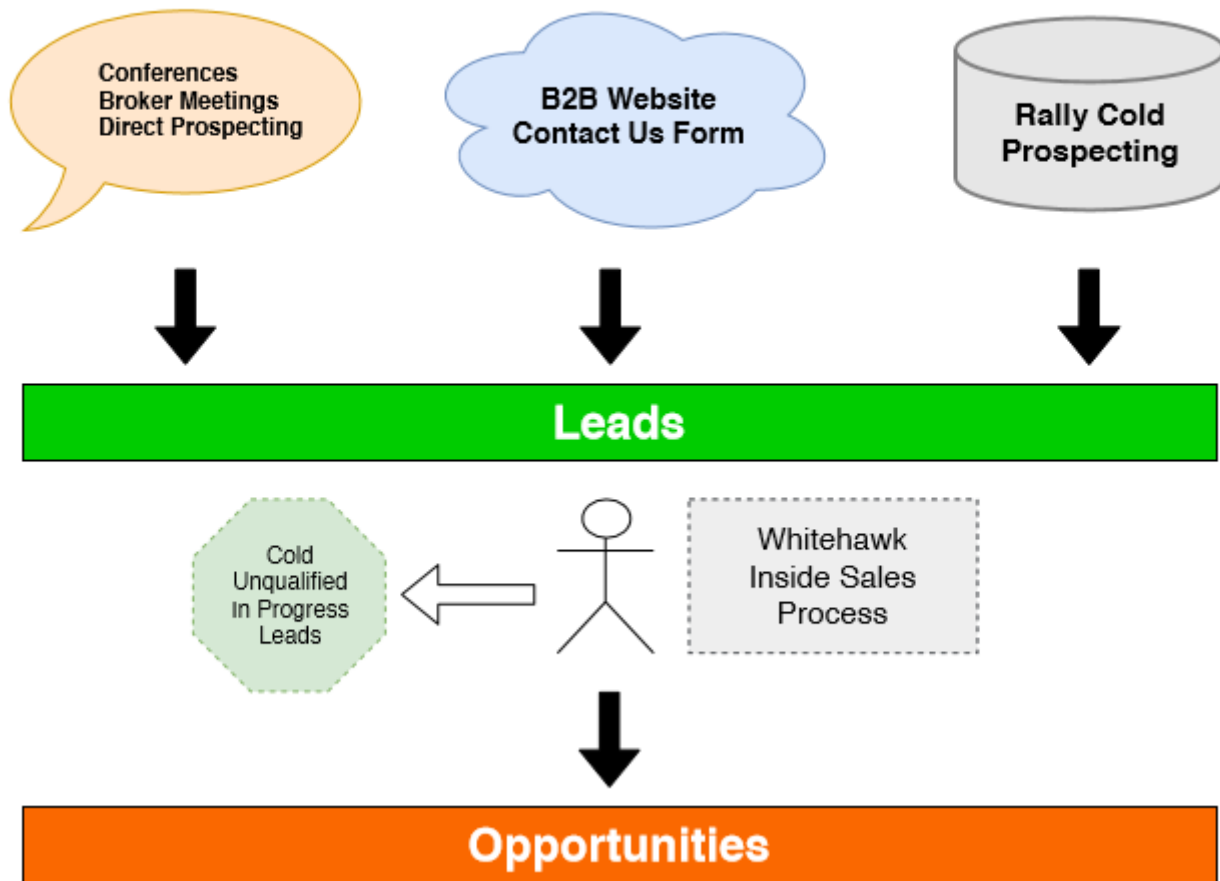 Conferences
Broker Meetings
Direct Prospecting
B2B Website
Contact Us Form
Rally Cold
Prospecting
Leads
Cold
Unqualified
In Progress
Leads
Whitehawk
Inside Sales
Process
Opportunities